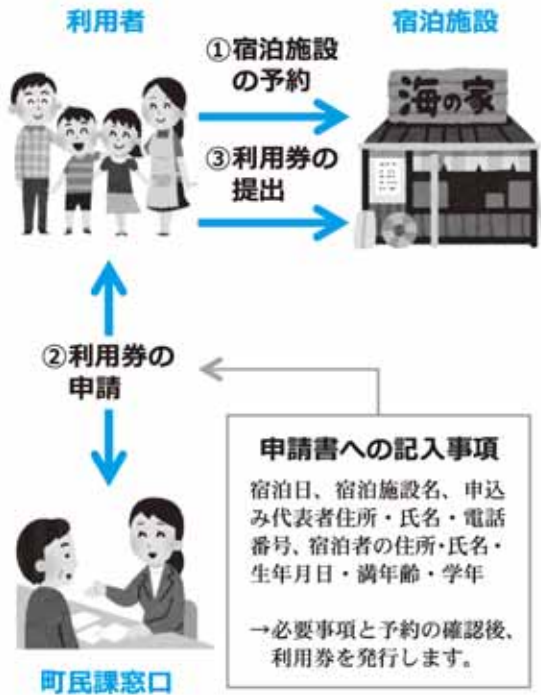 利用者
宿泊施設
①宿泊施設
の予約
海の家
③利用券の
提出
②利用券の
申請
申請書への記入事項
宿泊日、宿泊施設名、申込
み代表者住所・氏名・電話
番号、宿泊者の住所・氏名・
生年月日・満年齢・学年
→必要事項と予約の確認後、
利用券を発行します。
町民課窓口